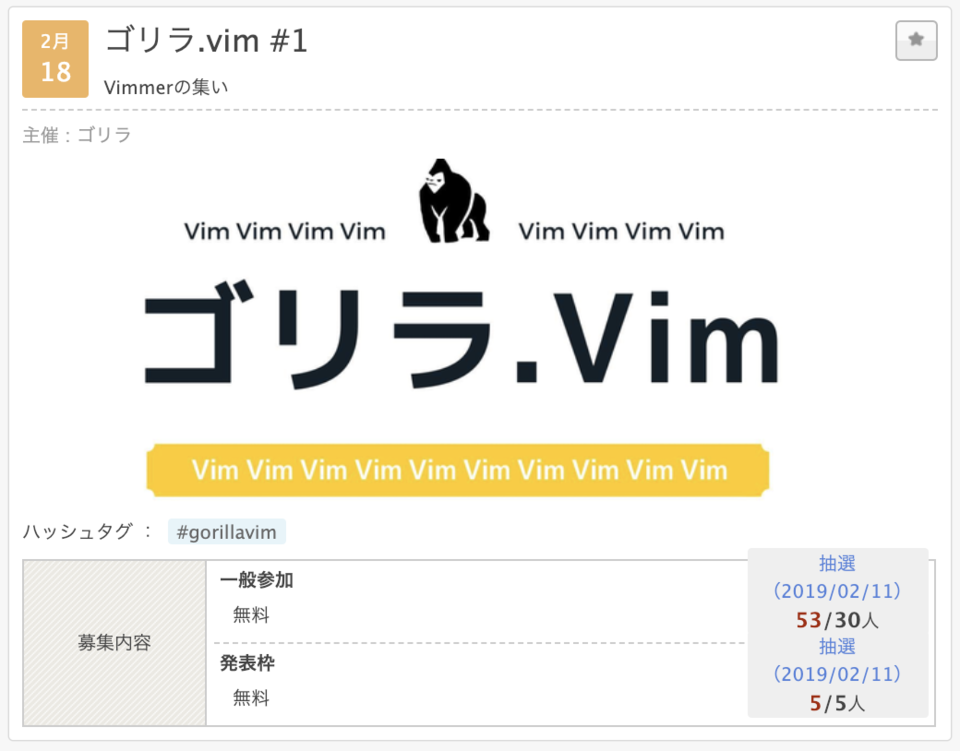 2月
18
ゴリラ.vim #1
Vimmerの集い
主催：ゴリラ
Vim Vim Vim Vim
Vim Vim Vim Vim
ゴリラ.Vim
Vim Vim Vim Vim Vim Vim Vim Vim Vim Vim
ハッシュタグ ： #gorillavim
募集内容
一般参加
無料
抽選
（2019/02/11）
53/30人
発表枠
無料
抽選
（2019/02/11）
5/5人